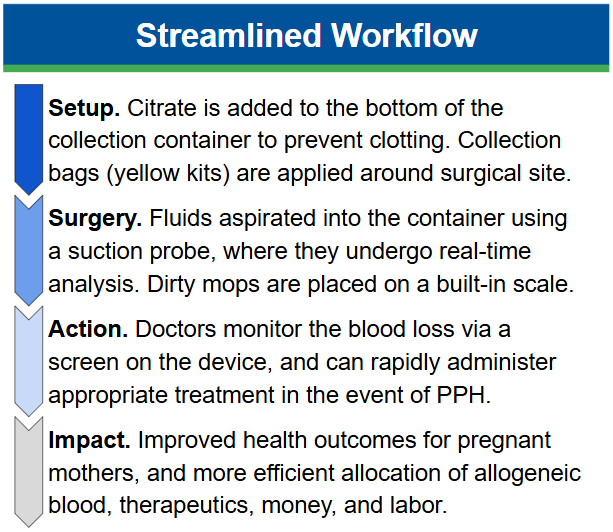 Streamlined Workflow
Setup. Citrate is added to the bottom of the
collection container to prevent clotting. Collection
bags (yellow kits) are applied around surgical site.
Surgery. Fluids aspirated into the container using
a suction probe, where they undergo real-time
analysis. Dirty mops are placed on a built-in scale.
Action. Doctors monitor the blood loss via a
screen on the device, and can rapidly administer
appropriate treatment in the event of PPH.
Impact. Improved health outcomes for pregnant
mothers, and more efficient allocation of allogeneic
blood, therapeutics, money, and labor.